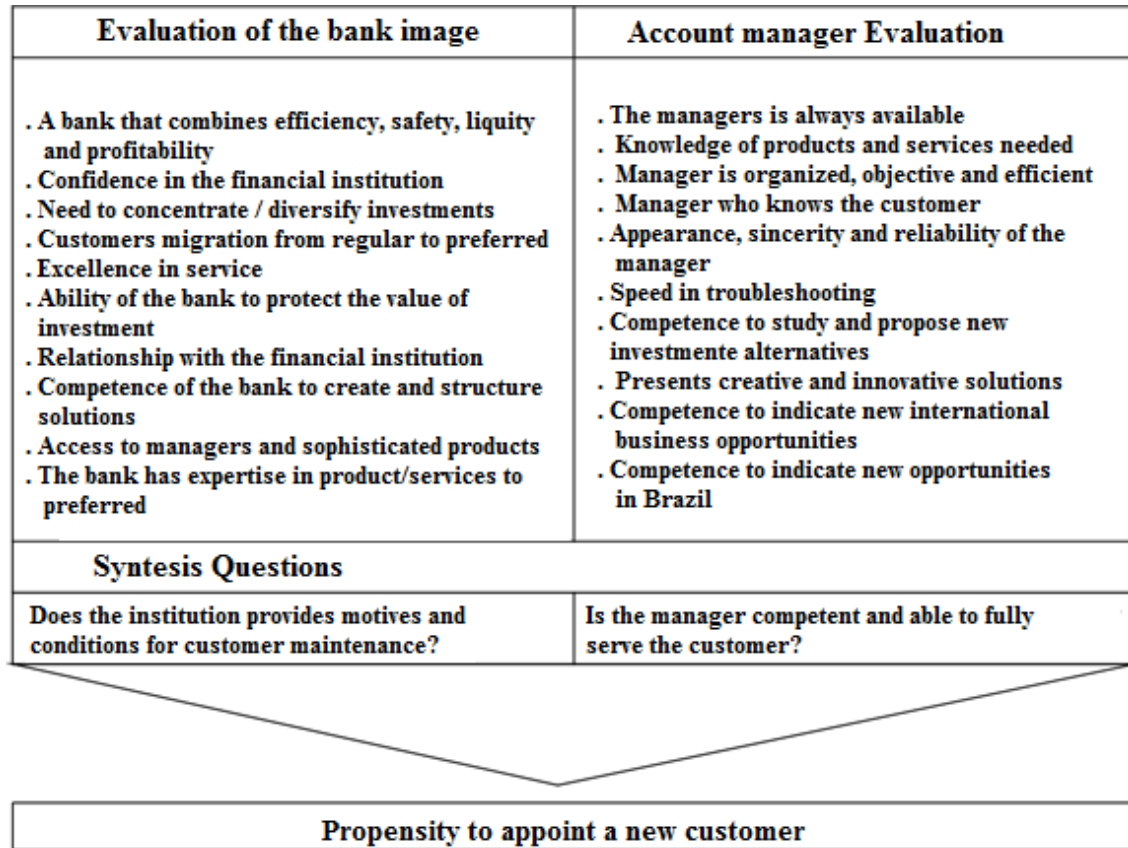 Evaluation of the bank image
Account manager Evaluation
. A bank that combines efficiency, safety, liquity
and profitability
. Confidence in the financial institution
. Need to concentrate / diversify investments
. Customers migration from regular to preferred
. Excellence in service
. Ability of the bank to protect the value of
investment
. Relationship with the financial institution
. Competence of the bank to create and structure
solutions
. Access to managers and sophisticated products
. The bank has expertise in product/services to
preferred
. The managers is always available
. Knowledge of products and services needed
. Manager is organized, objective and efficient
. Manager who knows the customer
. Appearance, sincerity and reliability of the
manager
. Speed in troubleshooting
. Competence to study and propose new
investmente alternatives
. Presents creative and innovative solutions
. Competence to indicate new international
business opportunities
. Competence to indicate new opportunities
in Brazil
Syntesis Questions
Does the institution provides motives and
conditions for customer maintenance?
Is the manager competent and able to fully
serve the customer?
Propensity to appoint a new customer